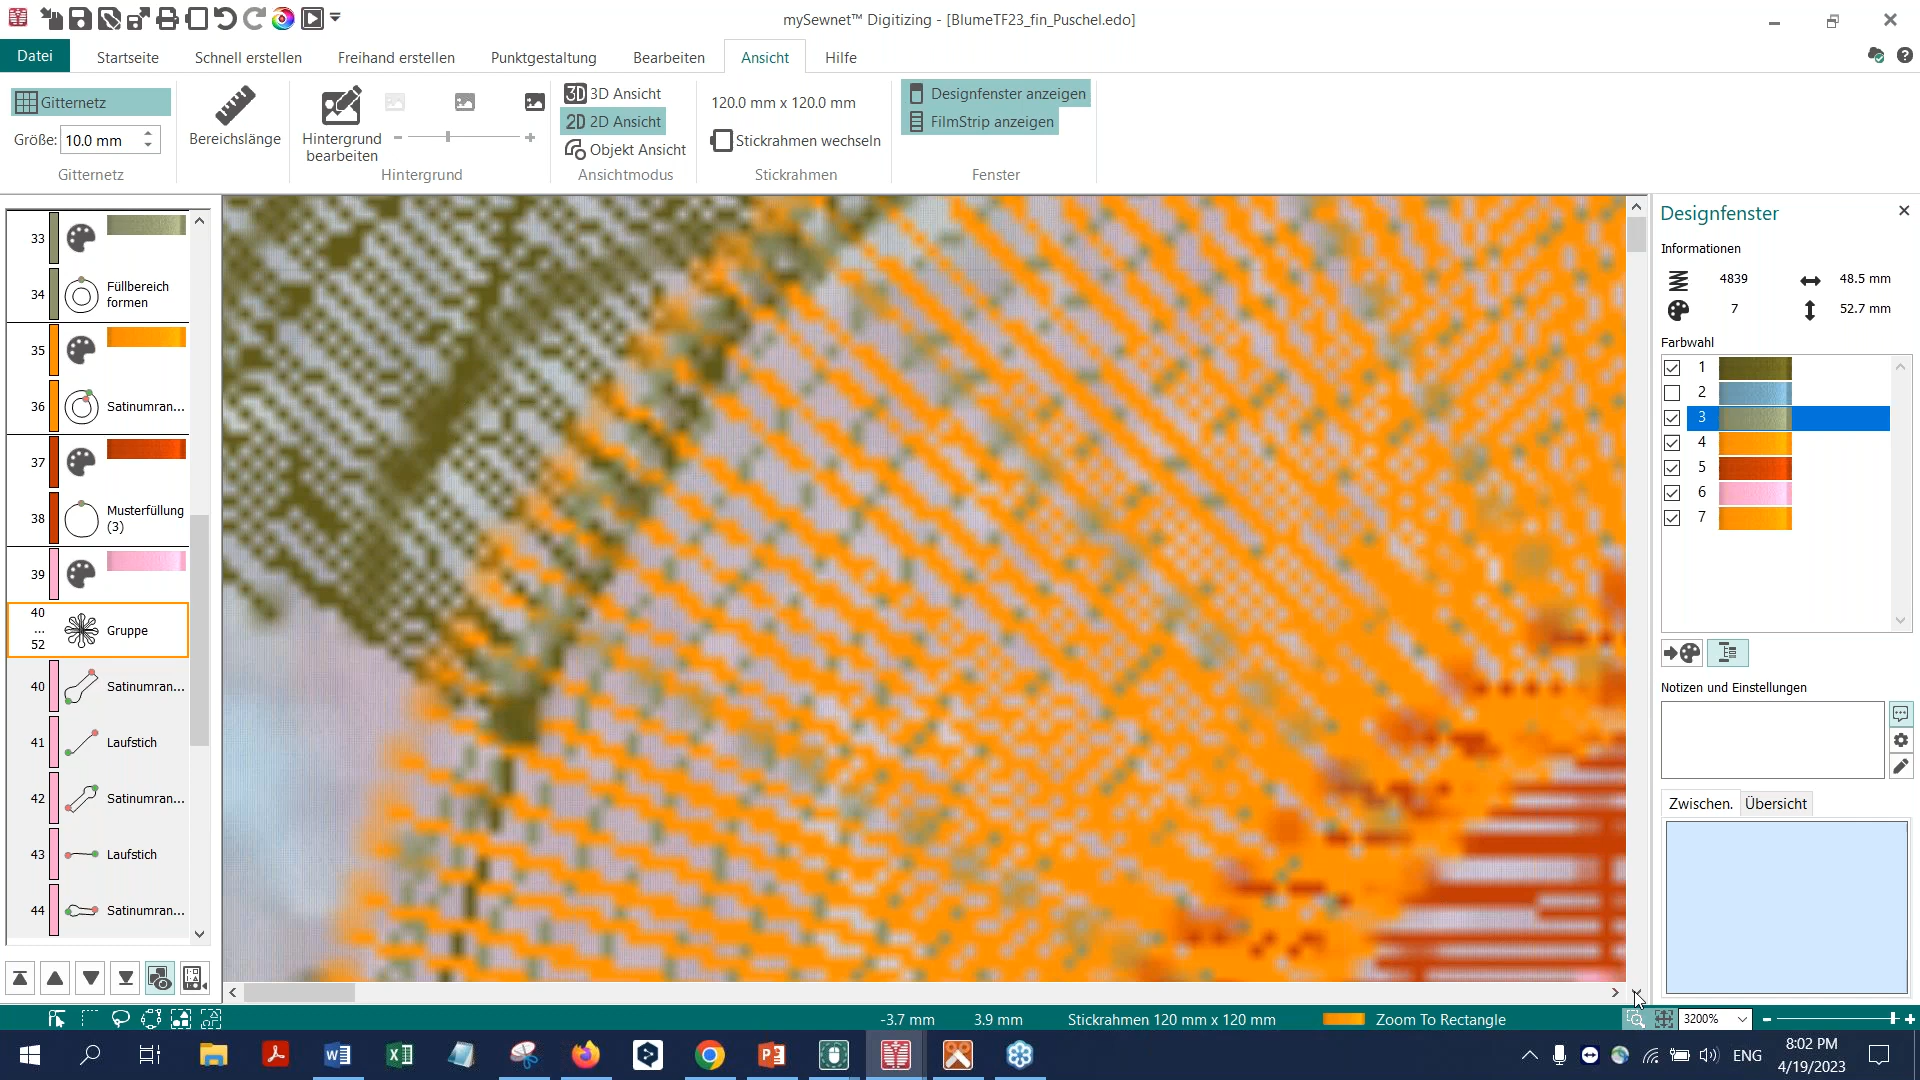 mySewnet™ Digitizing - [BlumeTF23_fin_Puschel.edo]
Datei Startseite Schnell erstellen Freihand erstellen Punktgestaltung Bearbeiten Ansicht Hilfe
Gitternetz
Größe: 10.0 mm
Gitternetz
Bereichslänge
Hintergrund
bearbeiten
Hintergrund
3D 3D Ansicht
2D 2D Ansicht
Objekt Ansicht
Ansichtmodus
120.0 mm x 120.0 mm
Stickrahmen wechseln
Stickrahmen
Designfenster anzeigen
FilmStrip anzeigen
Fenster
33
34 Füllbereich
formen
35
36 Satinumran...
37
38 Musterfüllung
(3)
39
40
...
52
Gruppe
40 Satinumran...
41 Laufstich
42 Satinumran...
43 Laufstich
44 Satinumran...
Designfenster
Informationen
4839 48.5 mm
7 52.7 mm
Farbwahl
1
2
3
4
5
6
7
Notizen und Einstellungen
Zwischen. Übersicht
-3.7 mm 3.9 mm Stickrahmen 120 mm x 120 mm Zoom To Rectangle 3200%
ENG
8:02 PM
4/19/2023